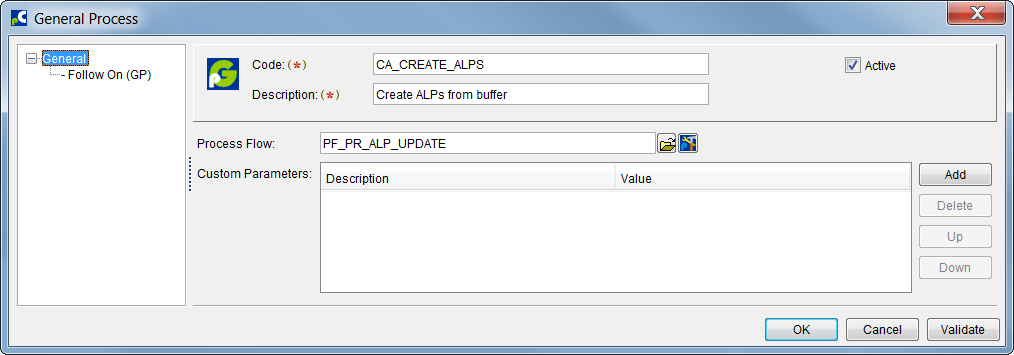 General Process
General
Follow On (GP)
Code: (*) CA_CREATE_ALPS
Active
Description: (*) Create ALPs from buffer
Process Flow: PF_PR_ALP_UPDATE
Custom Parameters: Description Value
Add
Delete
Up
Down
OK Cancel Validate